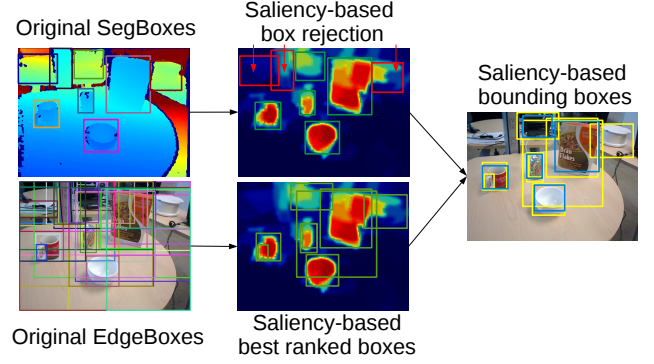 Original SegBoxes
Saliency-based
box rejection
Saliency-based
bounding boxes
Original EdgeBoxes
Saliency-based
best ranked boxes